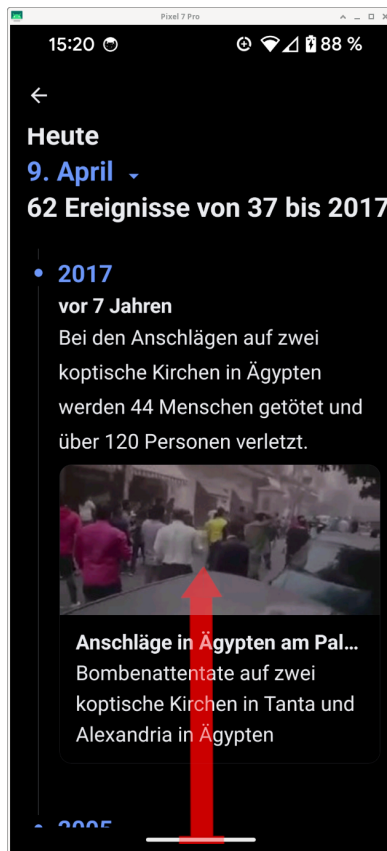 Pixel 7 Pro
15:20
88 %
Heute
9. April
62 Ereignisse von 37 bis 2017
2017
vor 7 Jahren
Bei den Anschlägen auf zwei
koptische Kirchen in Ägypten
werden 44 Menschen getötet und
über 120 Personen verletzt.
Anschläge in Ägypten am Pal...
Bombenattentate auf zwei
koptische Kirchen in Tanta und
Alexandria in Ägypten
2005